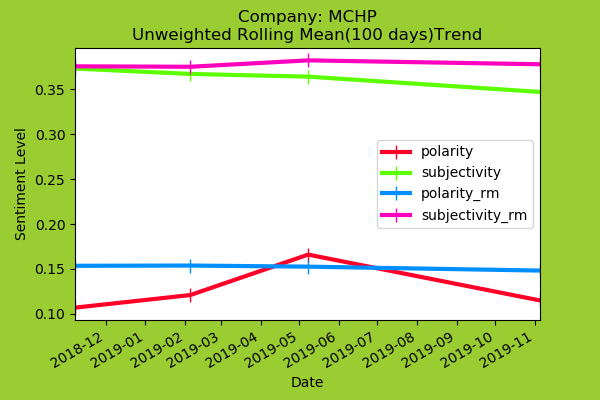 Company: MCHP
Unweighted Rolling Mean(100 days)Trend
Sentiment Level
0.35
0.30
0.25
0.20
0.15
0.10
polarity
subjectivity
polarity_rm
subjectivity_rm
2018-12
2019-01
2019-02
2019-03
2019-04
2019-05
2019-06
2019-07
2019-08
2019-09
2019-10
2019-11
Date